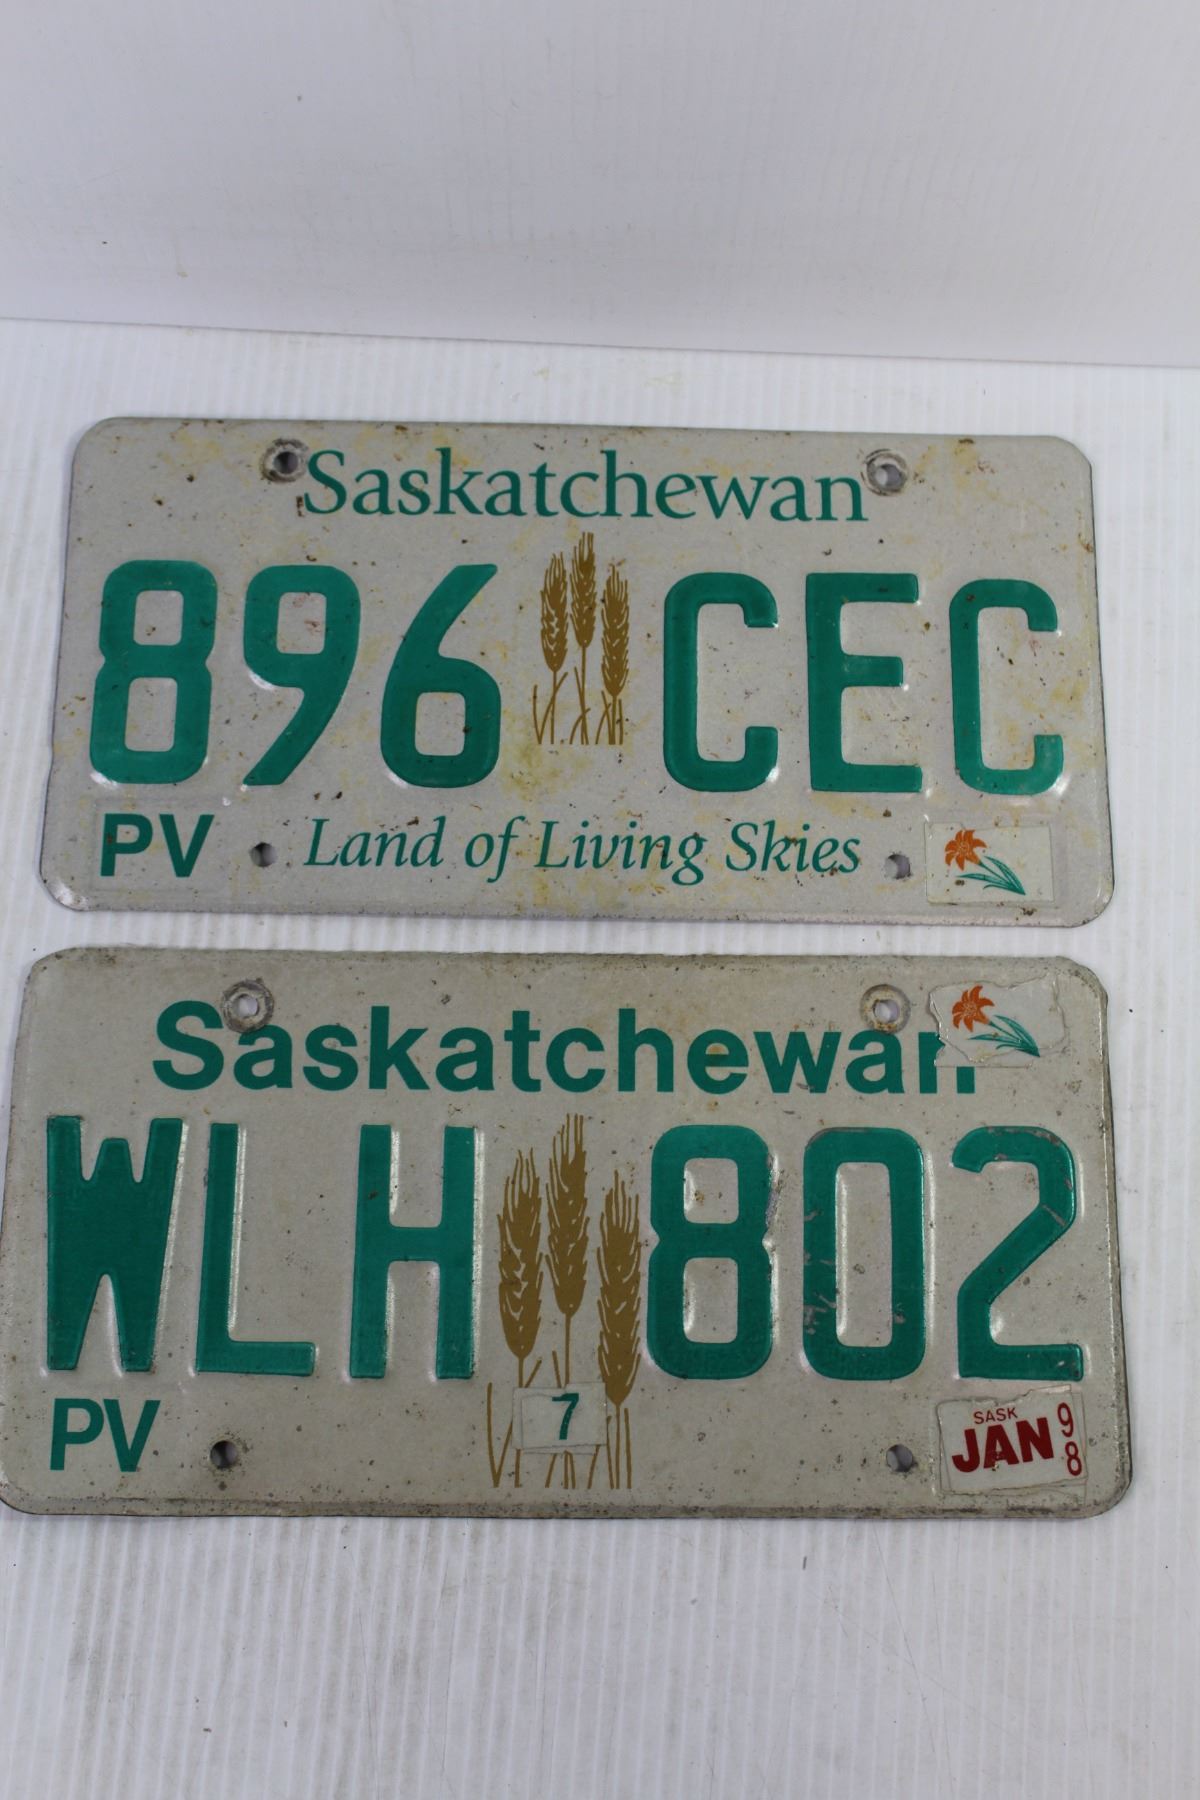 Saskatchewan
896 CEC
PV Land of Living Skies
Saskatchewan
WLH 802
PV 7 SASK JAN 98